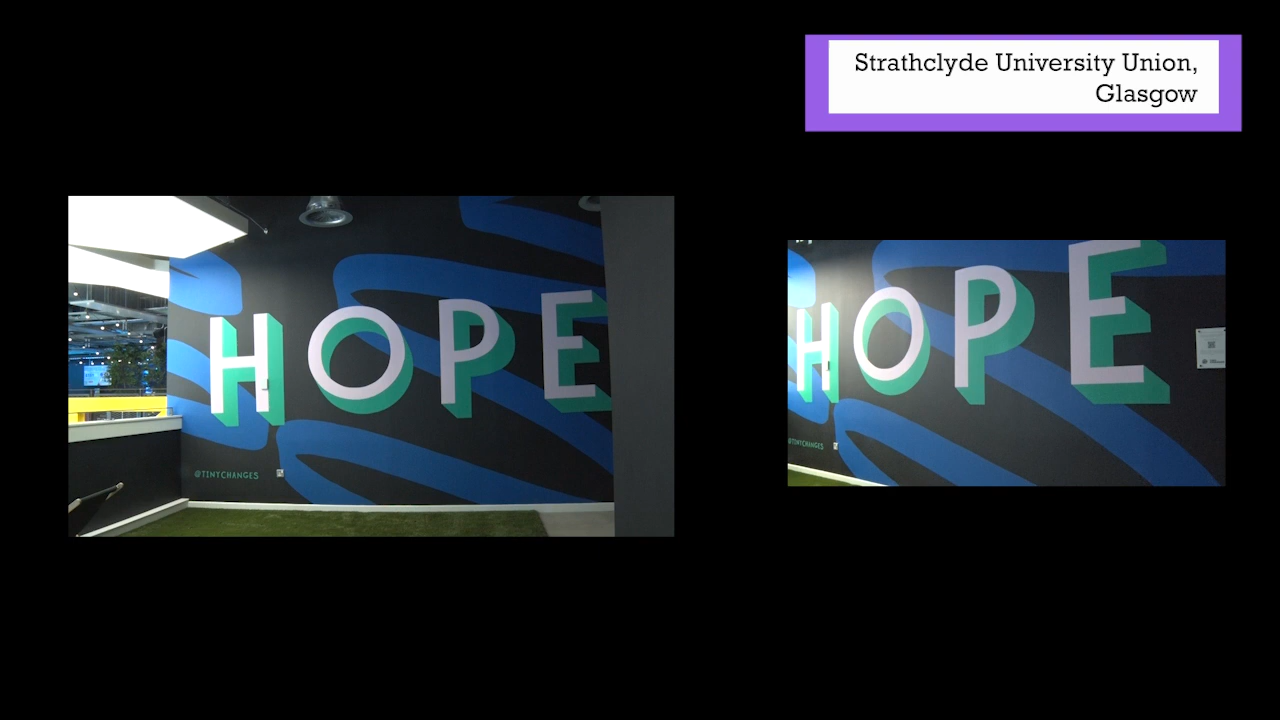 Strathclyde University Union,
Glasgow
HOPE
@TINYCHANGES
HOPE
@TINYCHANGES